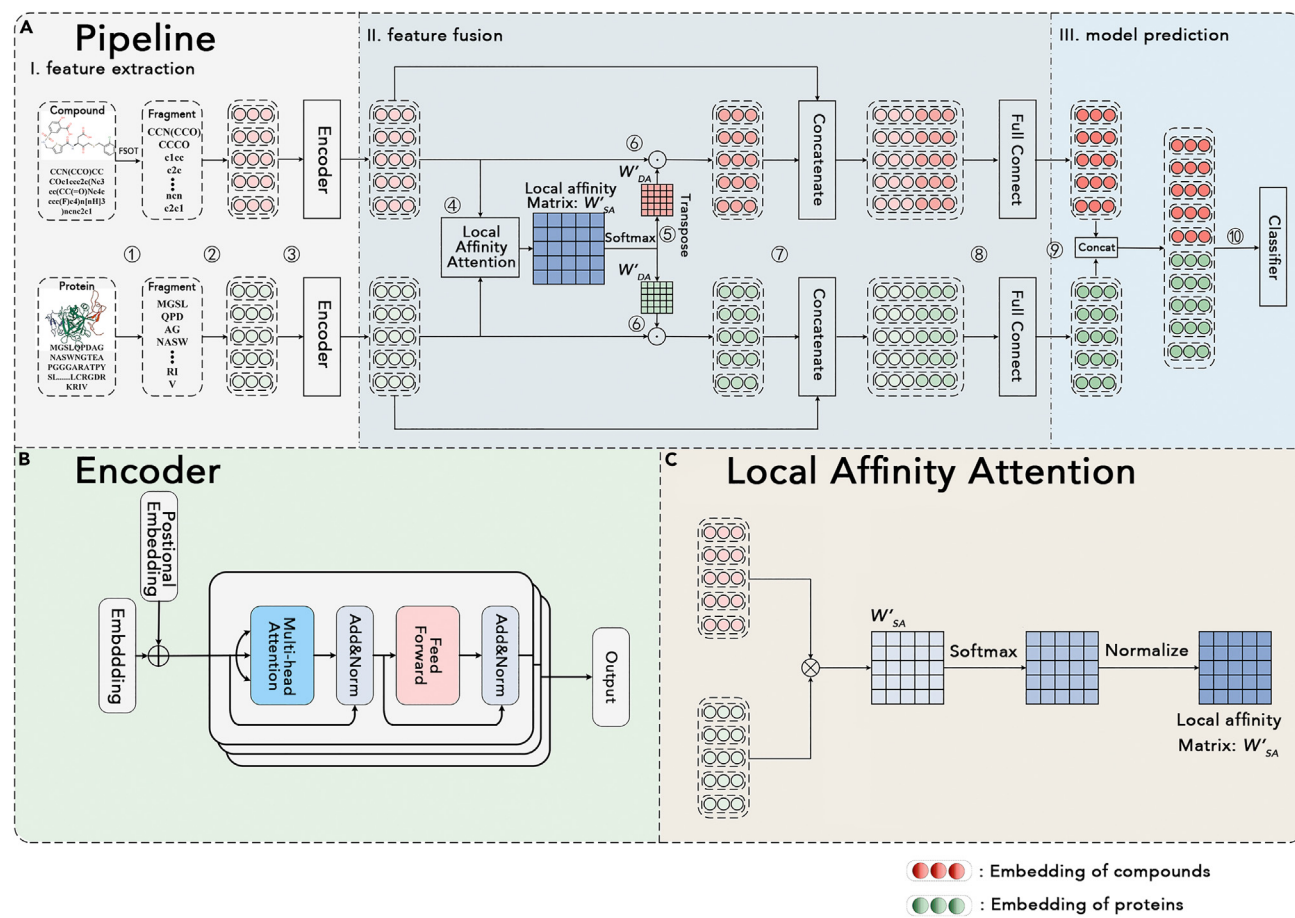 A
Pipeline
I. feature extraction
II. feature fusion
III. model prediction
Compound
FSOT
CCN(CCO)CC
COc1ccc2c(Nc3
cc(CC(=O)Nc4c
ccc(F)c4)n[nH]3
)ncnc2c1
Fragment
CCN(CCO)
CCCO
c1cc
c2c
ncn
c2c1
Encoder
①
②
③
Protein
MGSLQPDAG
NASWNGTEA
PGGGARATPY
SI.......LCRGDR
KRIV
Fragment
MGSL
QPD
AG
NASW
RI
V
Encoder
④
Local
Affinity
Attention
Local affinity
Matrix: W'SA
Softmax
⑤
Transpose
⑥
W'DA
W'DA
⑥
⑦
Concatenate
Concatenate
⑧
Full Connect
Full Connect
⑨
Concat
⑩
Classifier
B
Encoder
Postional
Embedding
Embddding
Multi-head
Attention
Add&Norm
Feed
Forward
Add&Norm
Output
C
Local Affinity Attention
W'SA
Softmax
Normalize
Local affinity
Matrix: W'SA
: Embedding of compounds
: Embedding of proteins